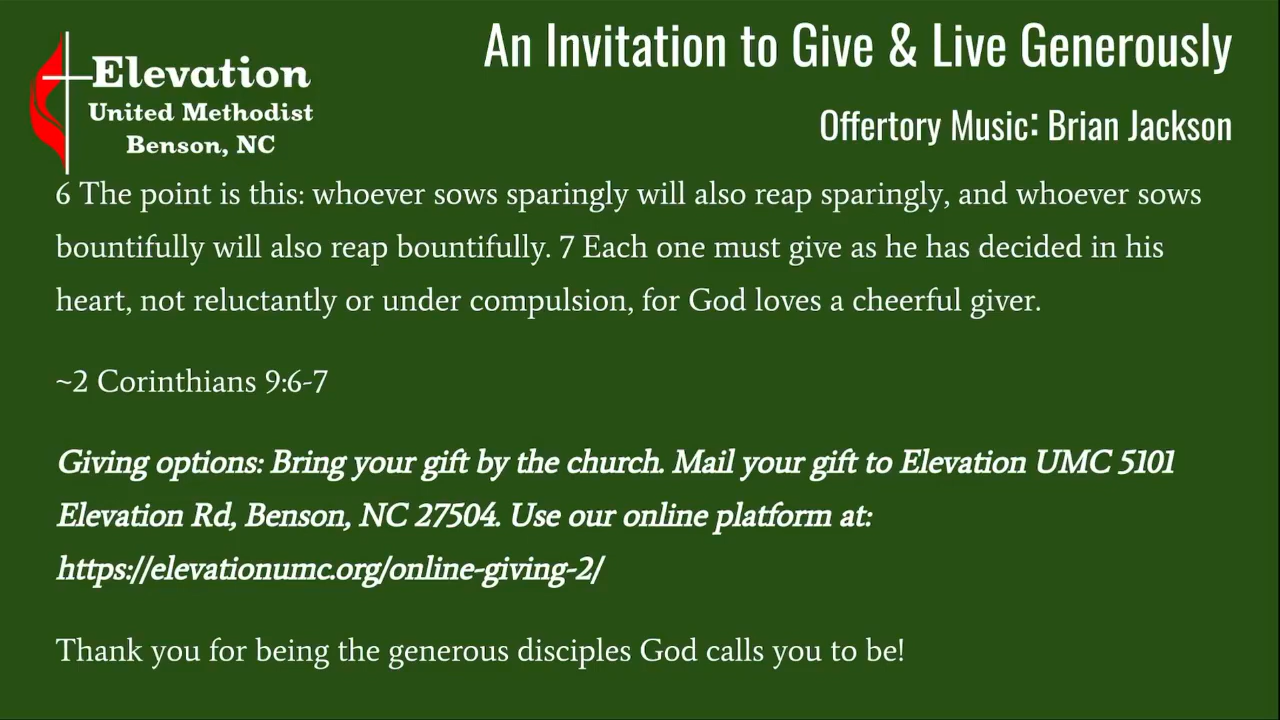 Elevation
United Methodist
Benson, NC
An Invitation to Give & Live Generously
Offertory Music: Brian Jackson
6 The point is this: whoever sows sparingly will also reap sparingly, and whoever sows
bountifully will also reap bountifully. 7 Each one must give as he has decided in his
heart, not reluctantly or under compulsion, for God loves a cheerful giver.
~2 Corinthians 9:6-7
Giving options: Bring your gift by the church. Mail your gift to Elevation UMC 5101
Elevation Rd, Benson, NC 27504. Use our online platform at:
https://elevationumc.org/online-giving-2/
Thank you for being the generous disciples God calls you to be!